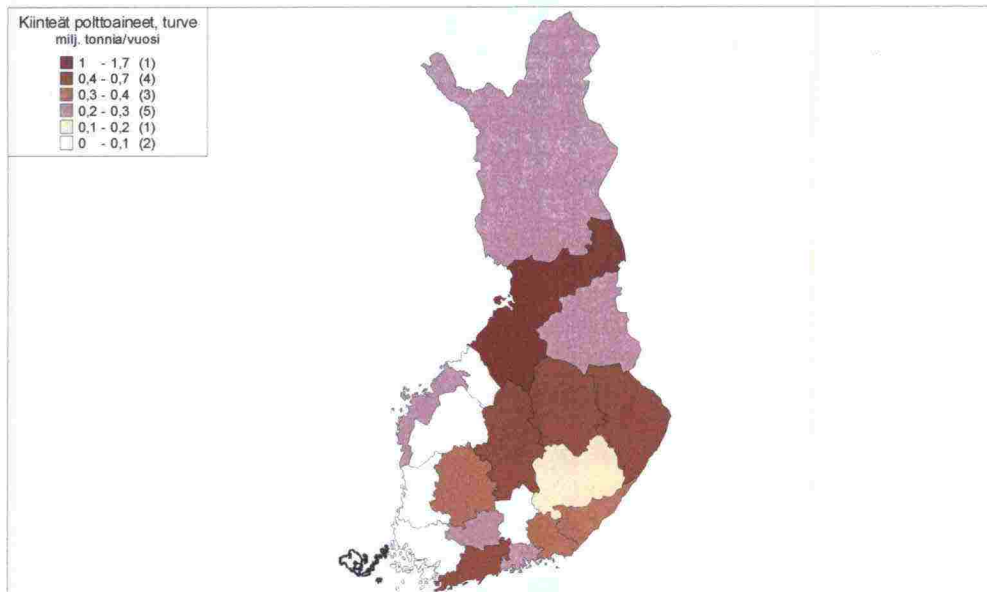 Kiinteät polttoaineet, turve
milj. tonnia/vuosi
1 - 1,7 (1)
0,4 - 0,7 (4)
0,3 - 0,4 (3)
0,2 - 0,3 (5)
0,1 - 0,2 (1)
0 - 0,1 (2)